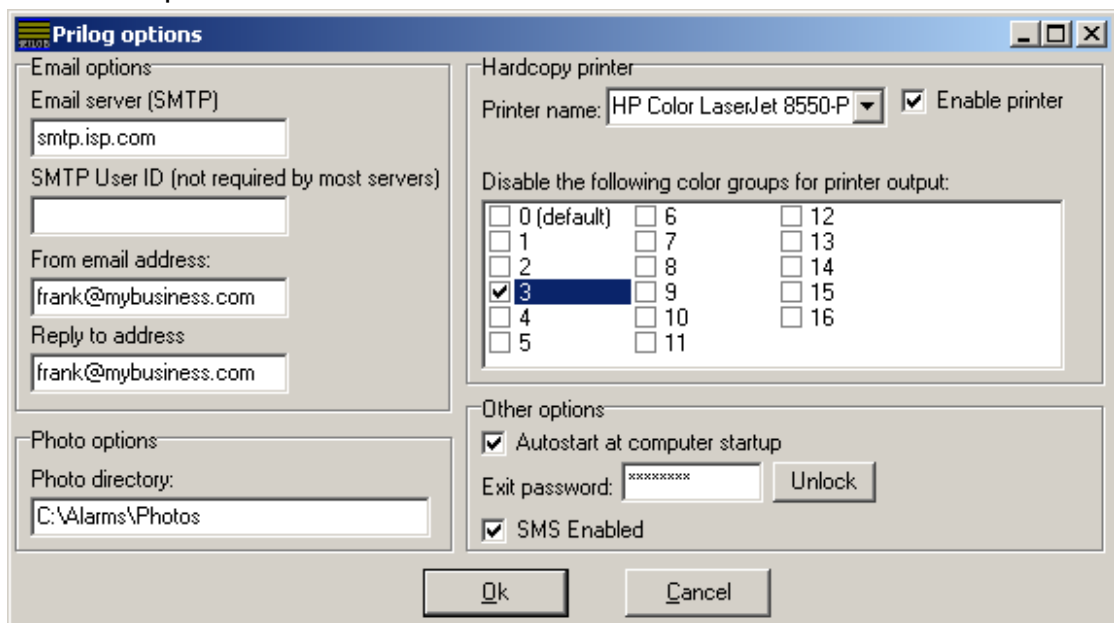 Prilog options
Email options
Email server (SMTP)
smtp.isp.com
SMTP User ID (not required by most servers)
From email address:
frank@mybusiness.com
Reply to address
frank@mybusiness.com
Photo options
Photo directory:
C:\Alarms\Photos
Hardcopy printer
Printer name: HP Color LaserJet 8550-P Enable printer
Disable the following color groups for printer output:
0 (default) 6 12
1 7 13
2 8 14
3 9 15
4 10 16
5 11
Other options
Autostart at computer startup
Exit password: ******** Unlock
SMS Enabled
Ok Cancel